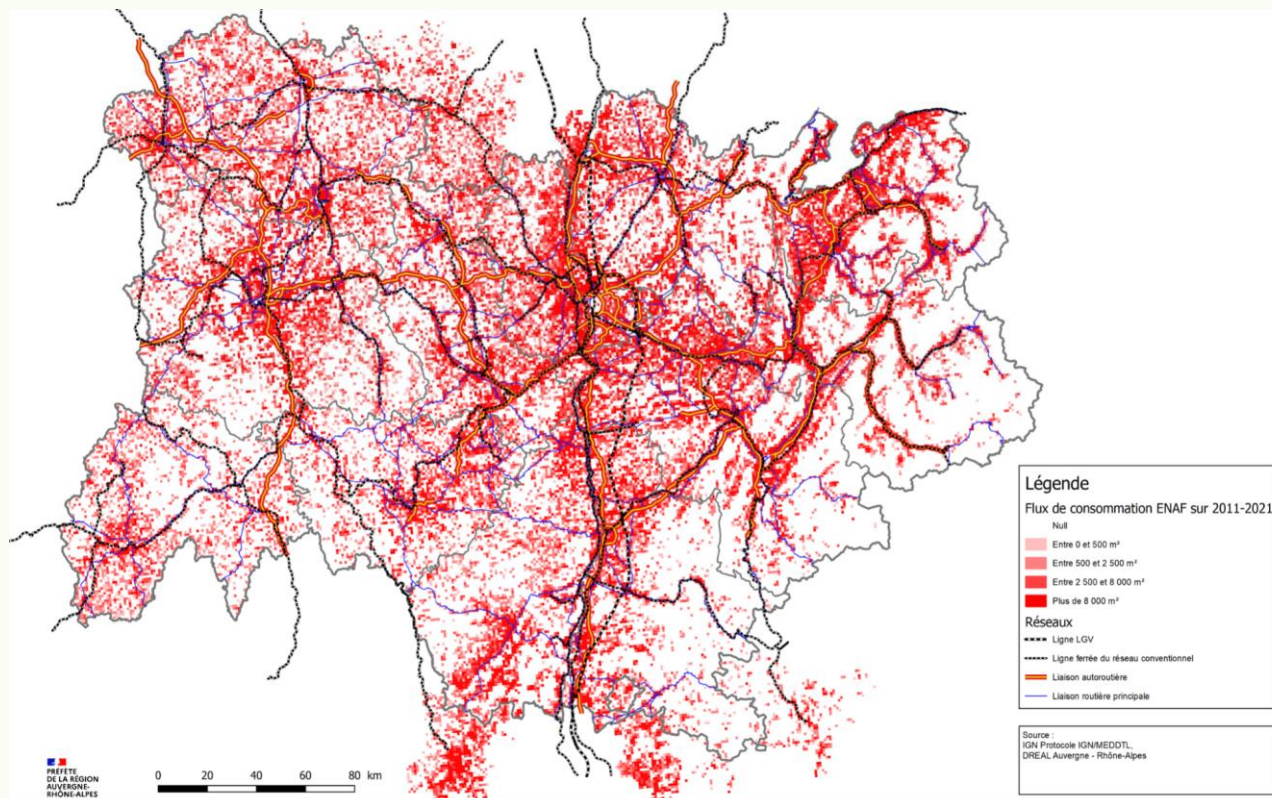 Légende
Flux de consommation ENAF sur 2011-2021
Null
Entre 0 et 500 m²
Entre 500 et 2 500 m²
Entre 2 500 et 8 000 m²
Plus de 8 000 m²
Réseaux
Ligne LGV
Ligne ferrée du réseau conventionnel
Liaison autoroutière
Liaison routière principale
Source :
IGN Protocole IGN/MEDDTL,
DREAL Auvergne - Rhône-Alpes
PRÉFÈTE
DE LA RÉGION
AUVERGNE-
RHÔNE-ALPES
0 20 40 60 80 km